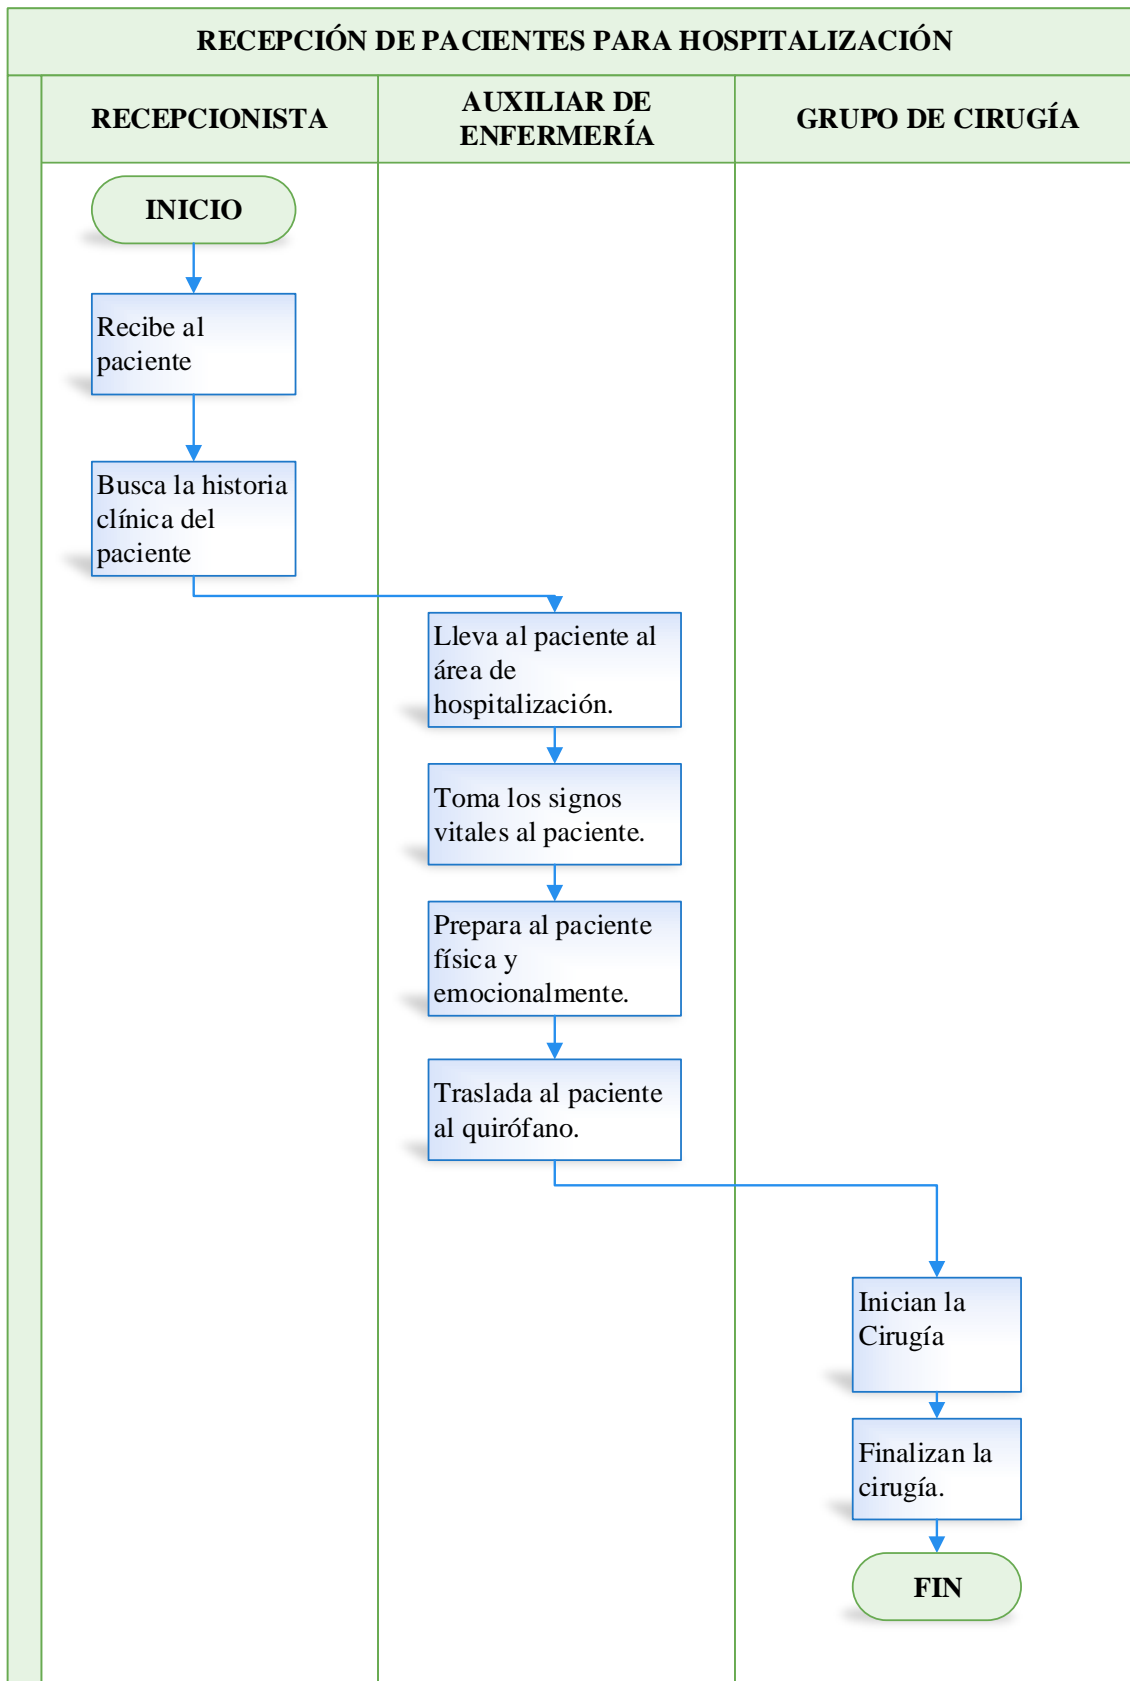 RECEPCIÓN DE PACIENTES PARA HOSPITALIZACIÓN
RECEPCIONISTA
AUXILIAR DE
ENFERMERÍA
GRUPO DE CIRUGÍA
INICIO
Recibe al
paciente
Busca la historia
clínica del
paciente
Lleva al paciente al
área de
hospitalización.
Toma los signos
vitales al paciente.
Prepara al paciente
física y
emocionalmente.
Traslada al paciente
al quirófano.
Inician la
Cirugía
Finalizan la
cirugía.
FIN